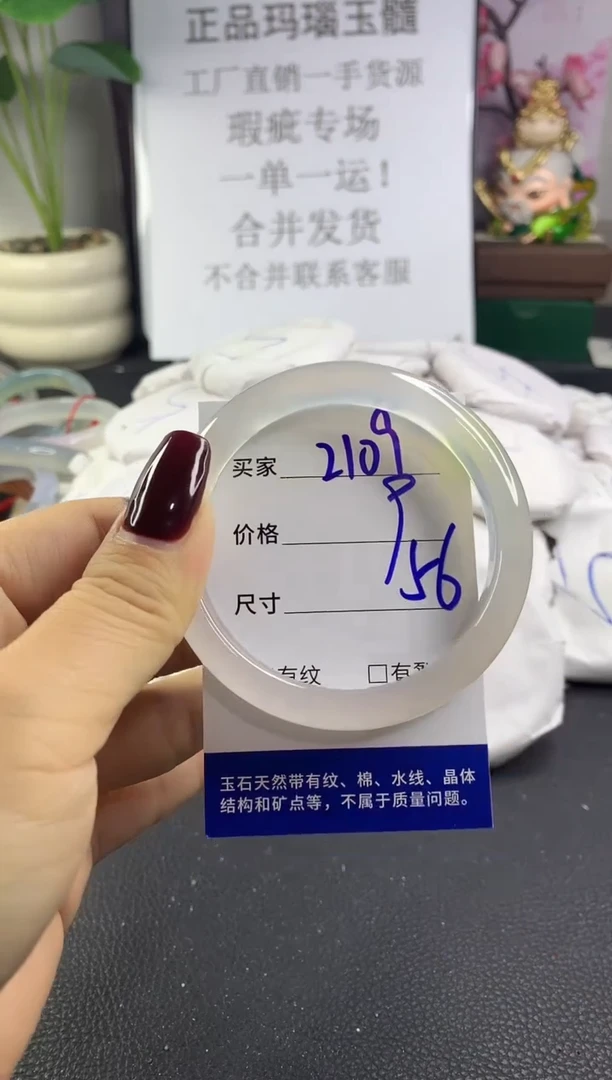 正品玛瑙玉髓
工厂直销一手货源
瑕疵专场
一单一运!
合并发货
不合并联系客服
买家 2109
价格
尺寸 56
有纹 □有
玉石天然带有纹、棉、水线、晶体
结构和矿点等，不属于质量问题。